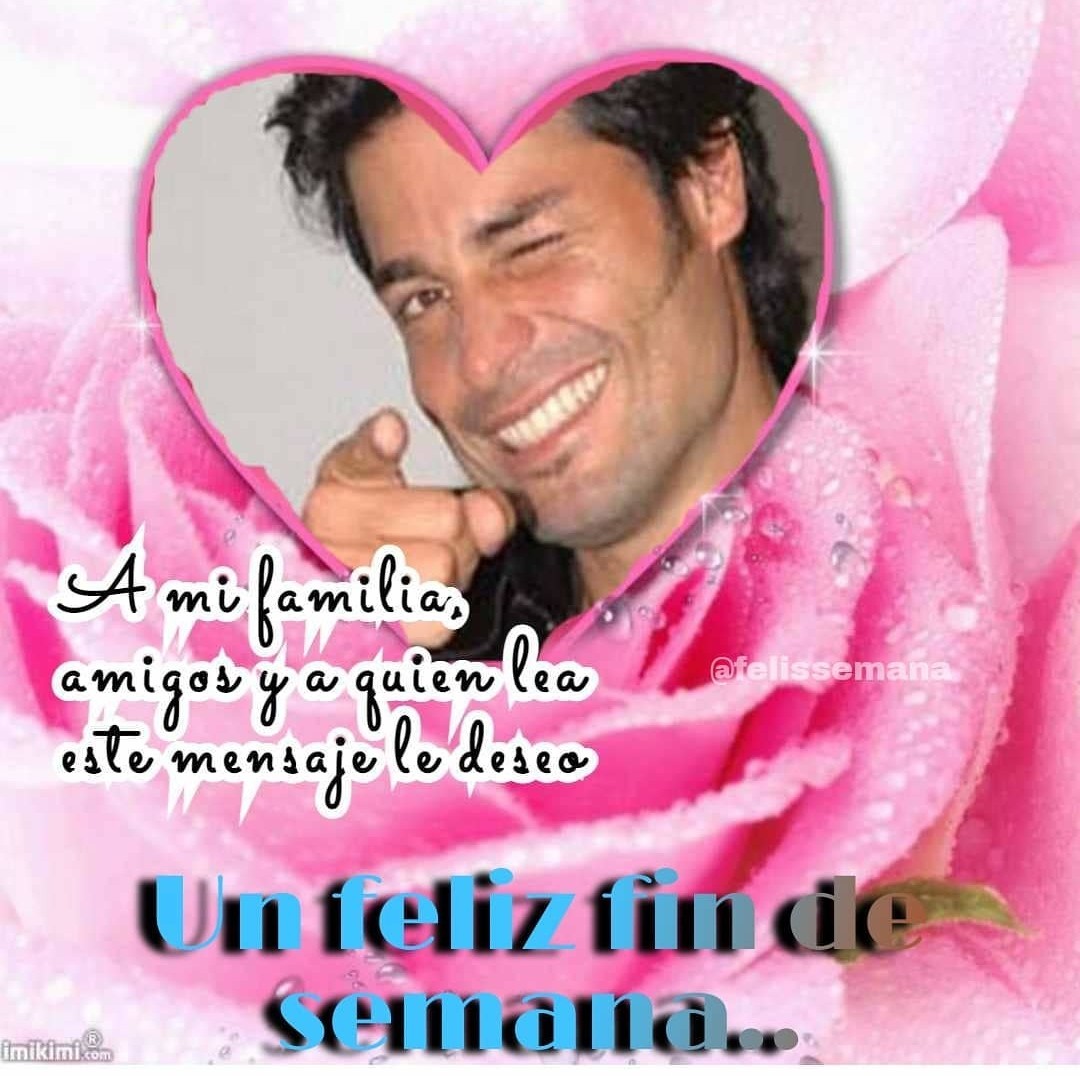 A mi familia,
amigos y a quien lea
este mensaje le deseo
@felissemana
Un feliz fin de
semana...
imikimi®.com